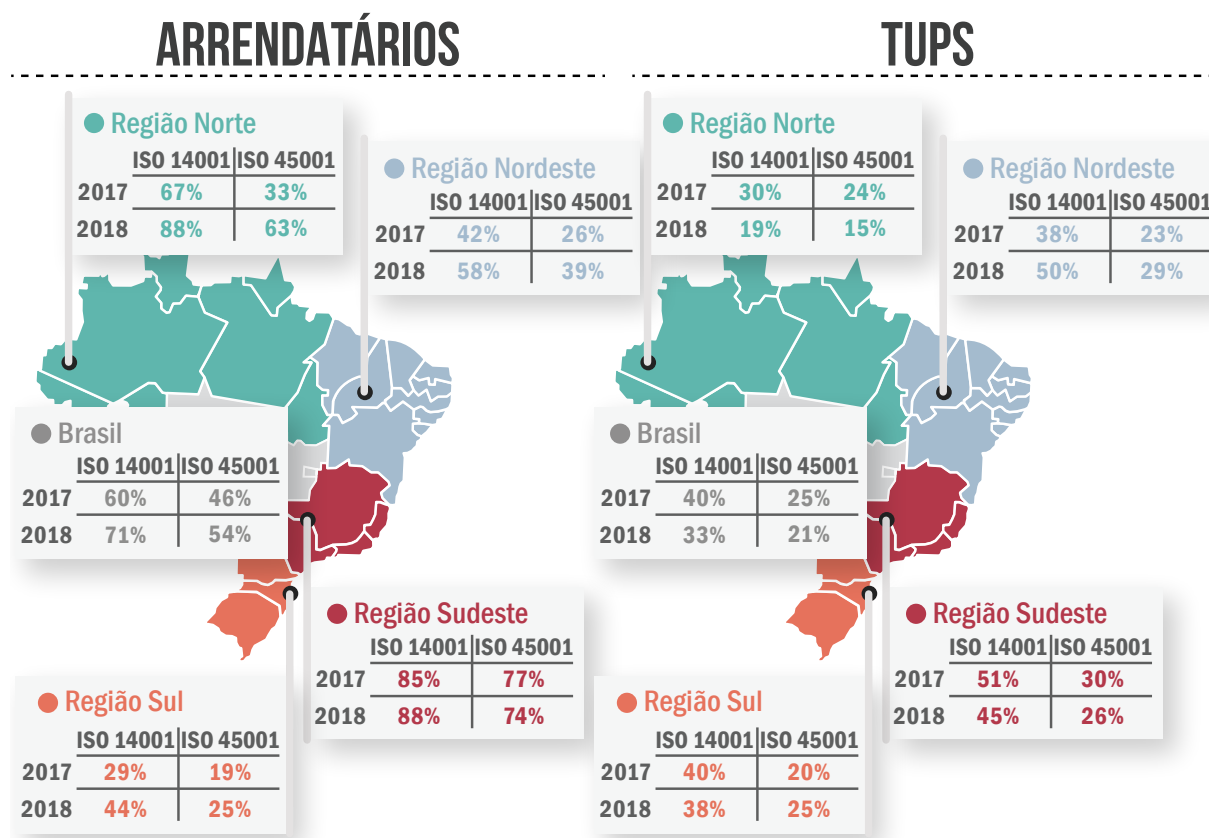 ARRENDATÁRIOS
Região Norte
ISO 14001 ISO 45001
2017 67% 33%
2018 88% 63%
Região Nordeste
ISO 14001 ISO 45001
2017 42% 26%
2018 58% 39%
Brasil
ISO 14001 ISO 45001
2017 60% 46%
2018 71% 54%
Região Sudeste
ISO 14001 ISO 45001
2017 85% 77%
2018 88% 74%
Região Sul
ISO 14001 ISO 45001
2017 29% 19%
2018 44% 25%
TUPS
Região Norte
ISO 14001 ISO 45001
2017 30% 24%
2018 19% 15%
Região Nordeste
ISO 14001 ISO 45001
2017 38% 23%
2018 50% 29%
Brasil
ISO 14001 ISO 45001
2017 40% 25%
2018 33% 21%
Região Sudeste
ISO 14001 ISO 45001
2017 51% 30%
2018 45% 26%
Região Sul
ISO 14001 ISO 45001
2017 40% 20%
2018 38% 25%